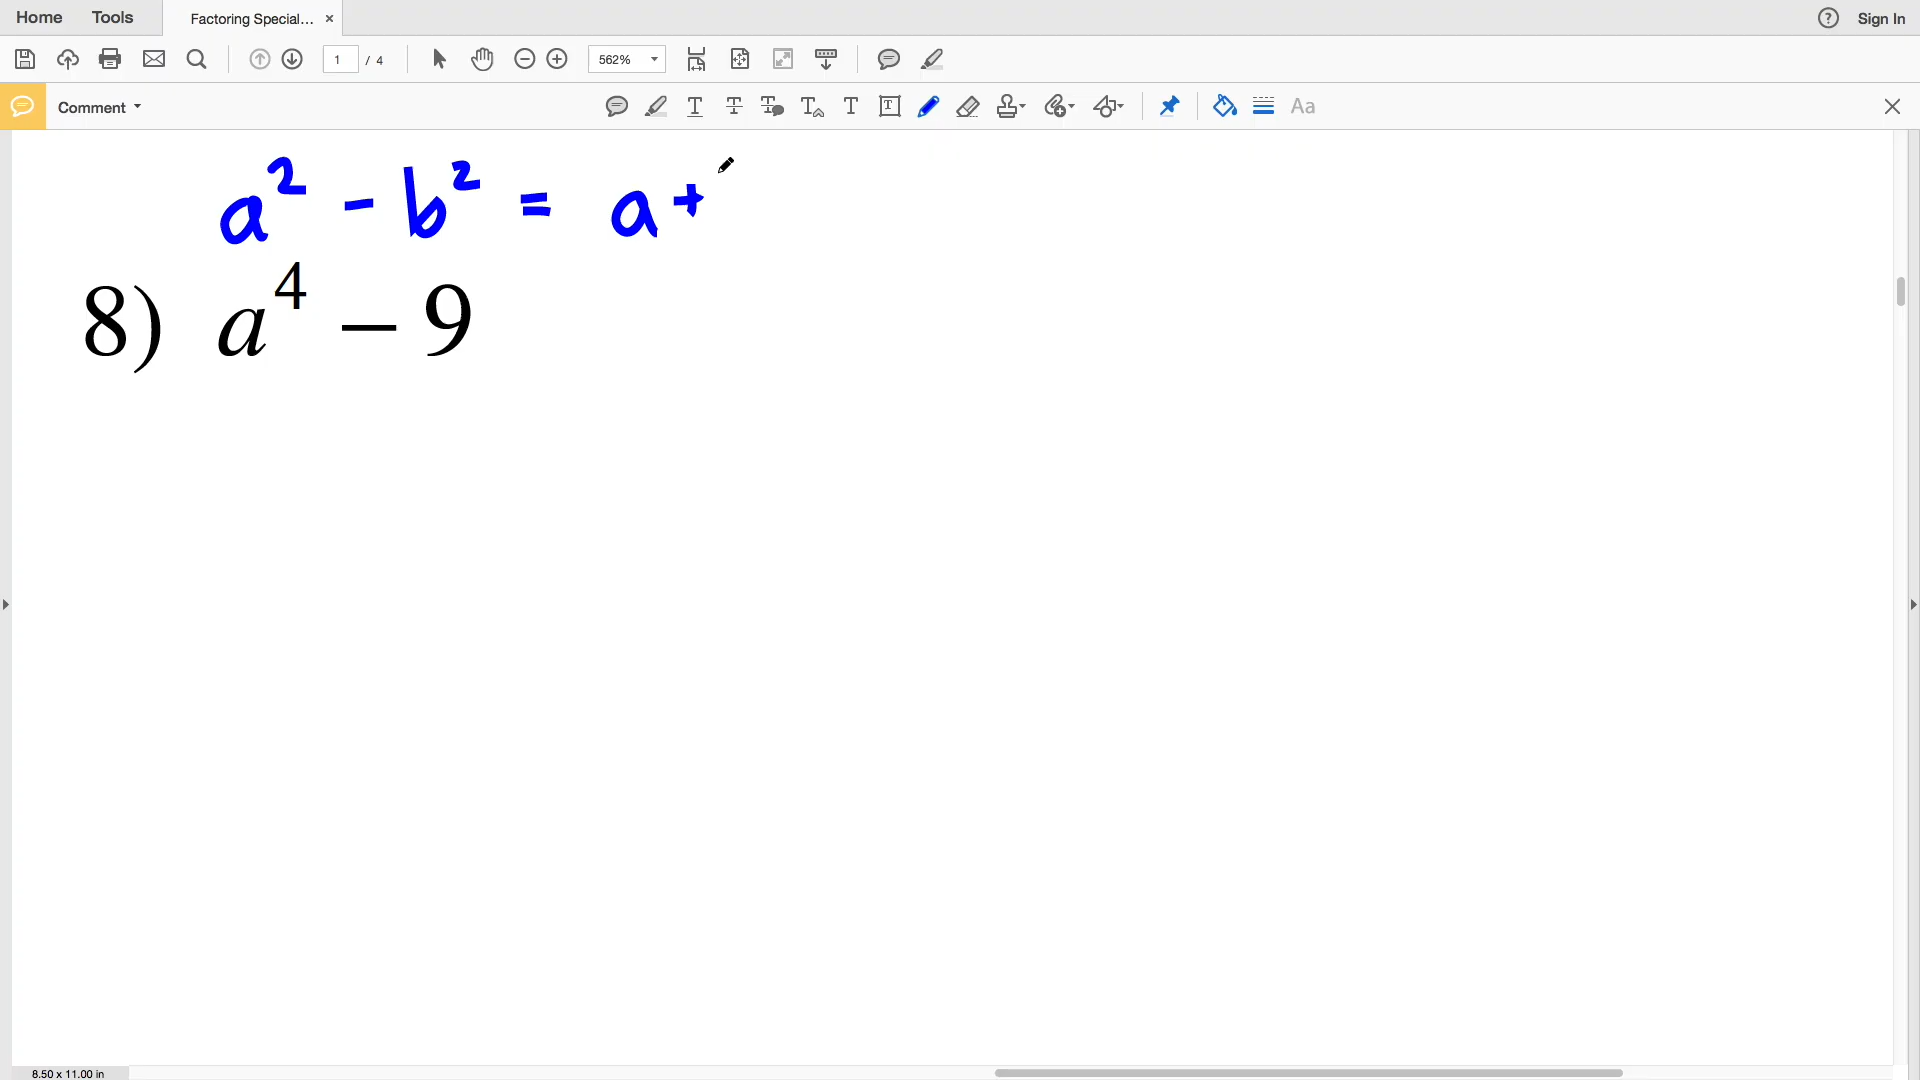 Home Tools Factoring Special... × ? Sign In
1 / 4 562%
Comment T T T T T T Aa
a² - b² = a +
8) a⁴ − 9
8.50 x 11.00 in